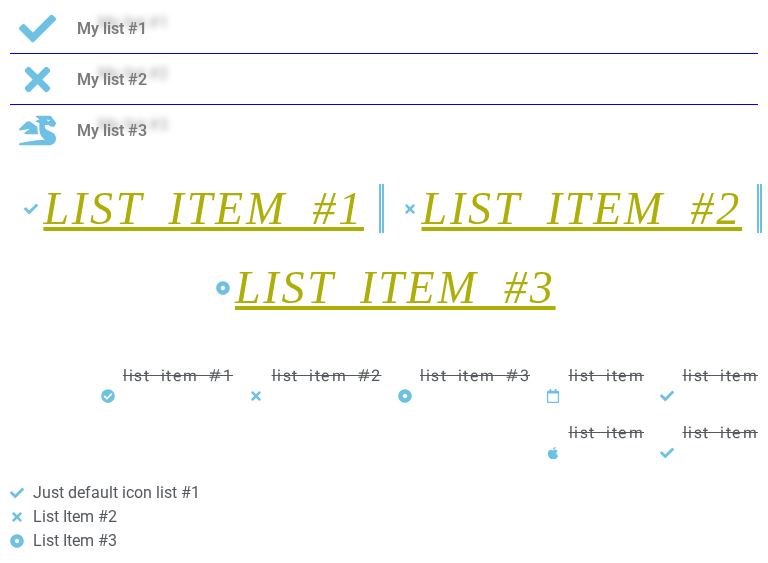 My list #1
My list #2
My list #3
LIST ITEM #1 LIST ITEM #2
LIST ITEM #3
list item #1 list item #2 list item #3 list item list item
list item list item
Just default icon list #1
List Item #2
List Item #3